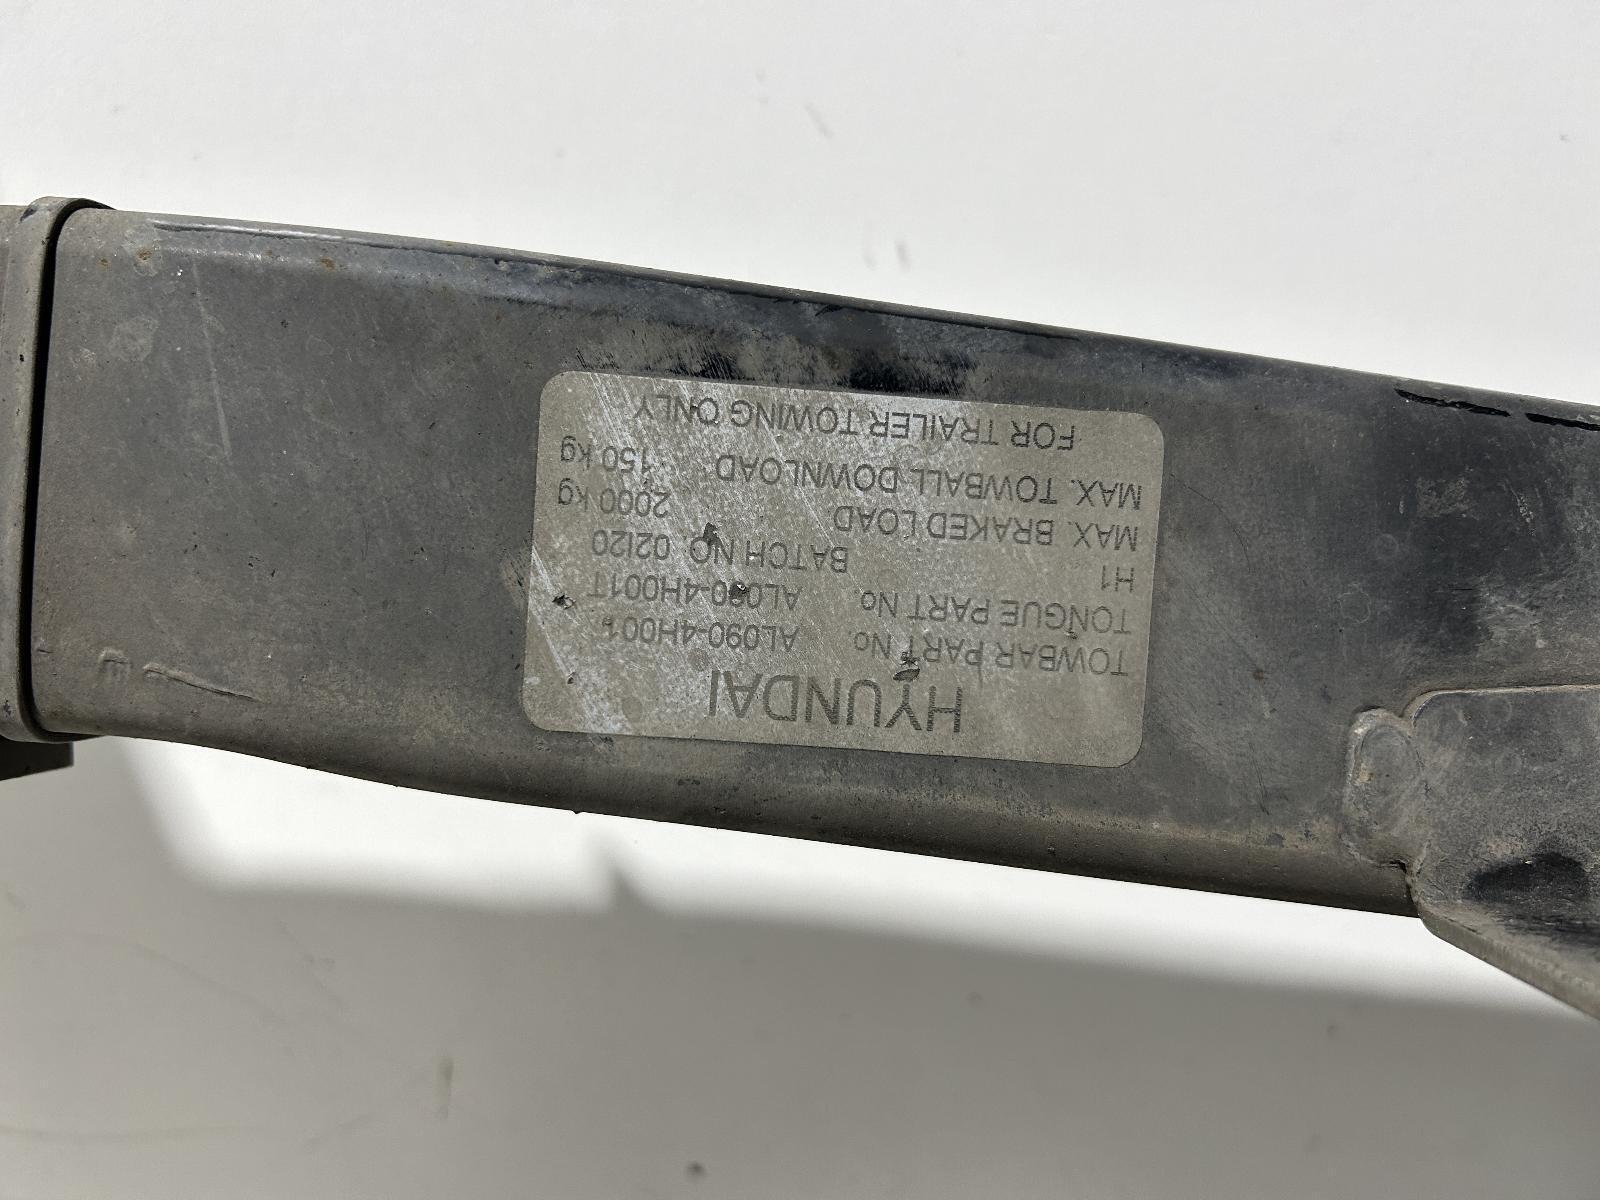 HYUNDAI
TOWBAR PART No. AL090-4H001
TONGUE PART No. AL090-4H001T
H1 BATCH NO. 02I20
MAX. BRAKED LOAD 2000 kg
MAX. TOWBALL DOWNLOAD 150 kg
FOR TRAILER TOWING ONLY